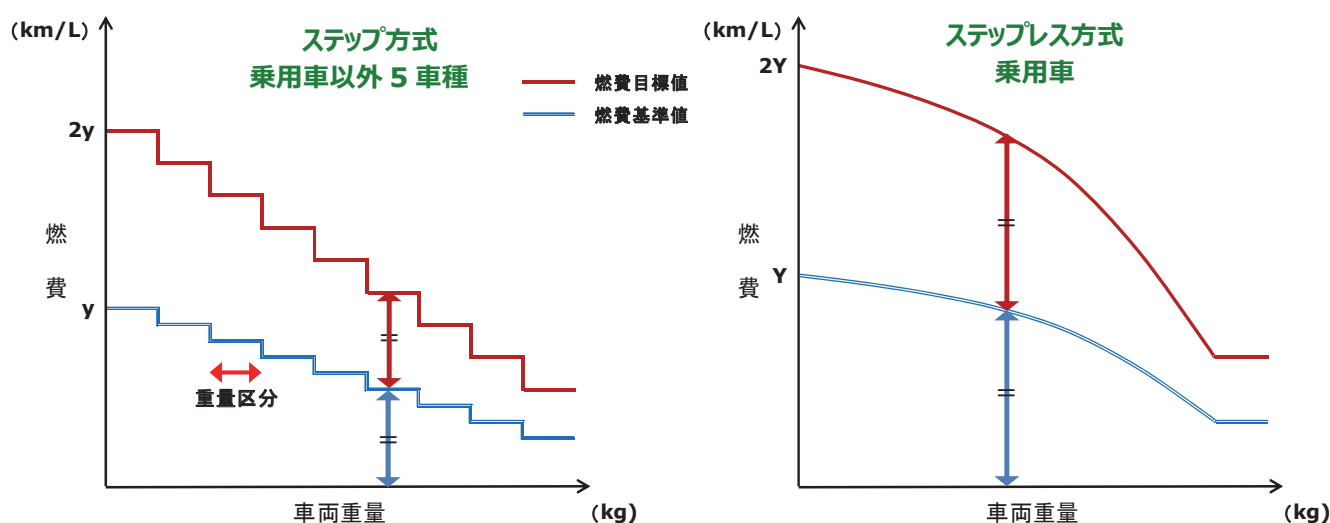 (km/L)
ステップ方式
乗用車以外 5 車種
燃費目標値
燃費基準値
2y
燃
費
y
重量区分
車両重量
(kg)
(km/L)
ステップレス方式
乗用車
2Y
燃
費
Y
車両重量
(kg)